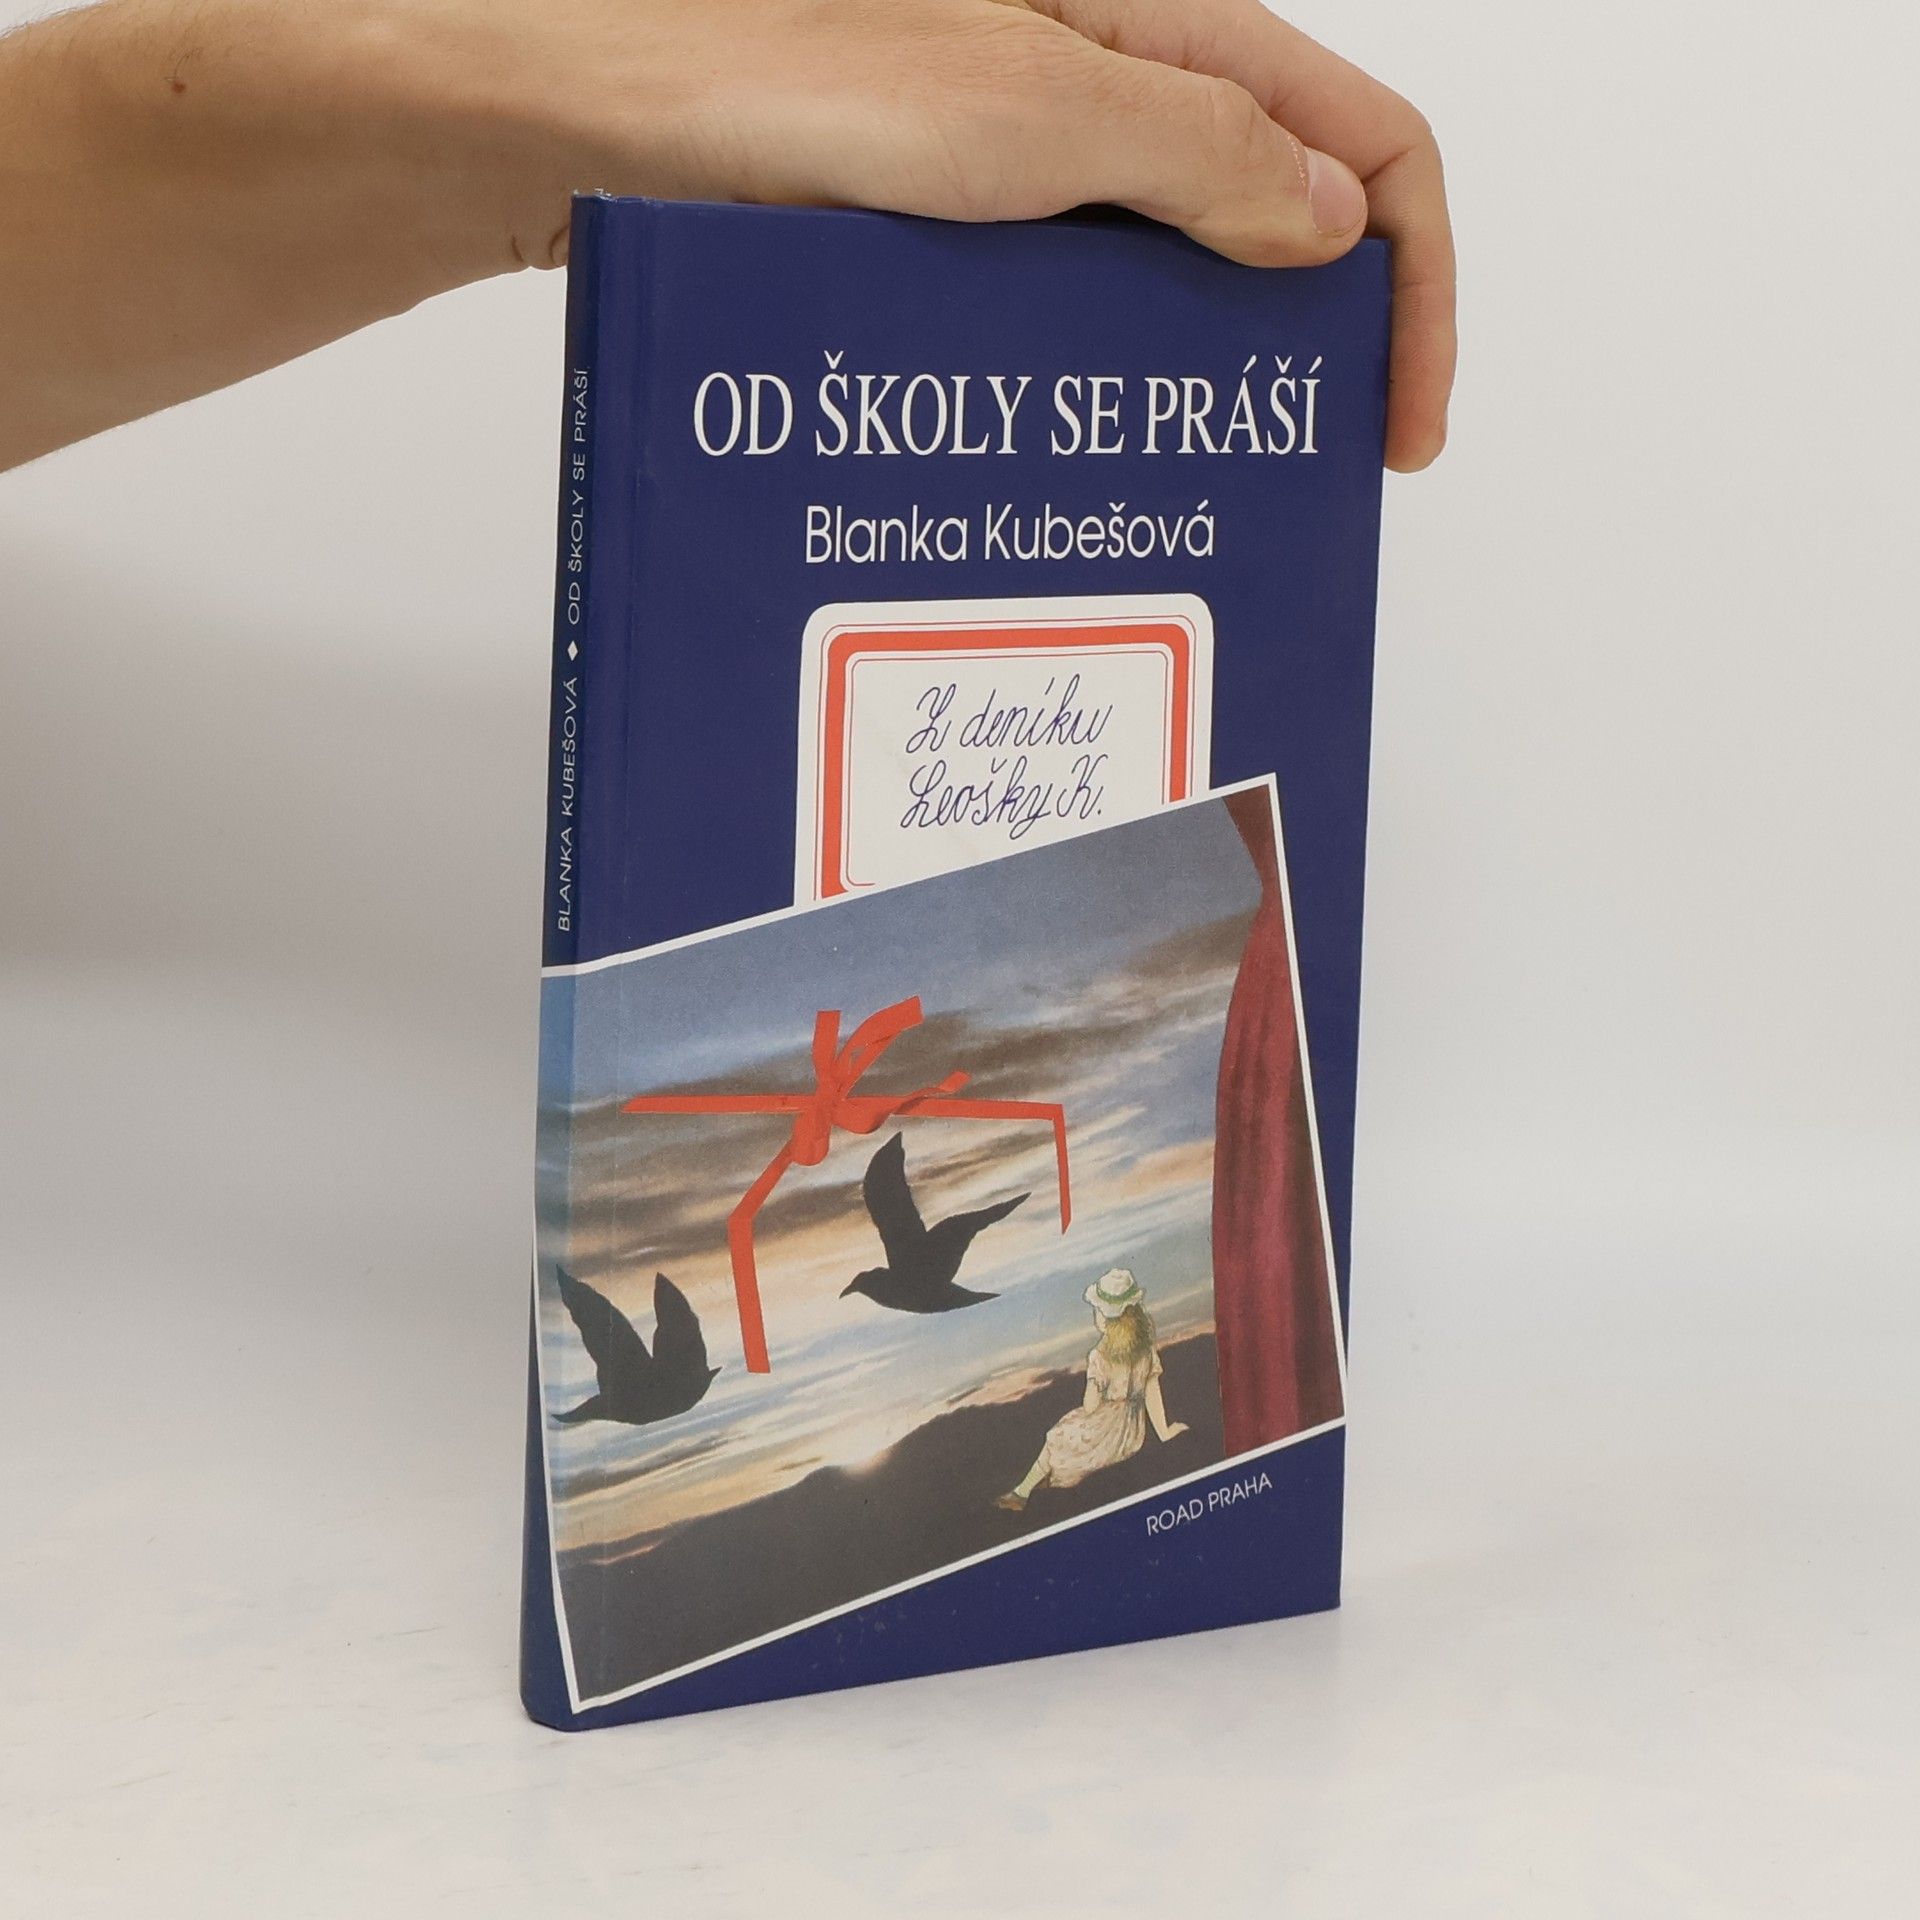 OD ŠKOLY SE PRÁŠÍ
Blanka Kubešová
Z deníku
Leošky K.
ROAD PRAHA
BLANKA KUBEŠOVÁ ♦ OD ŠKOLY SE PRÁŠÍ